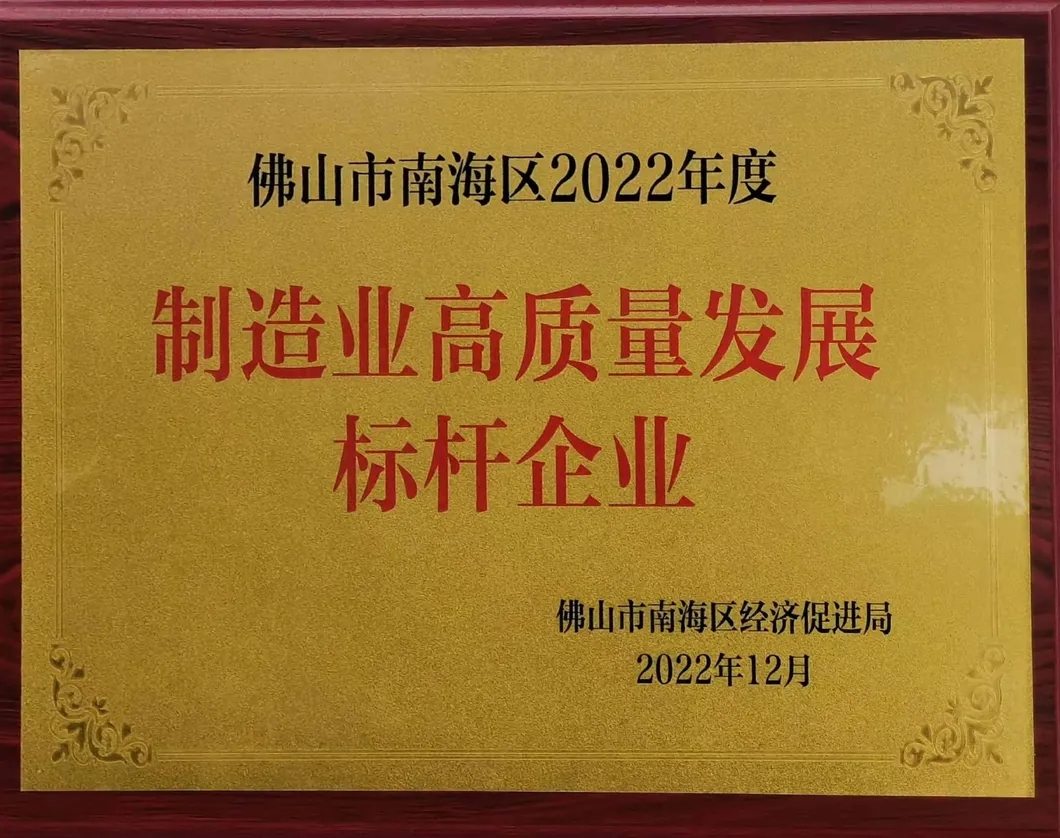 佛山市南海区2022年度
制造业高质量发展
标杆企业
佛山市南海区经济促进局
2022年12月